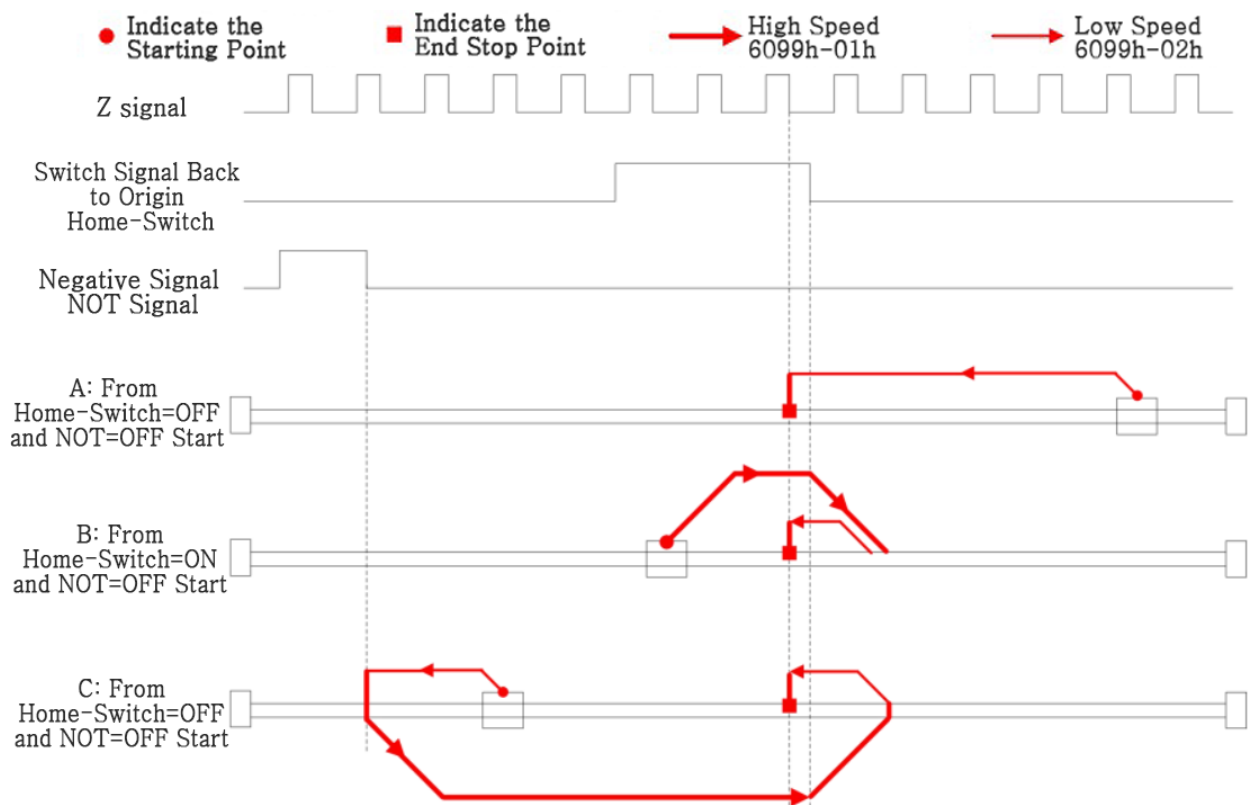 Indicate the
Starting Point
Indicate the
End Stop Point
High Speed
6099h-01h
Low Speed
6099h-02h
Z signal
Switch Signal Back
to Origin
Home-Switch
Negative Signal
NOT Signal
A: From
Home-Switch=OFF
and NOT=OFF Start
B: From
Home-Switch=ON
and NOT=OFF Start
C: From
Home-Switch=OFF
and NOT=OFF Start